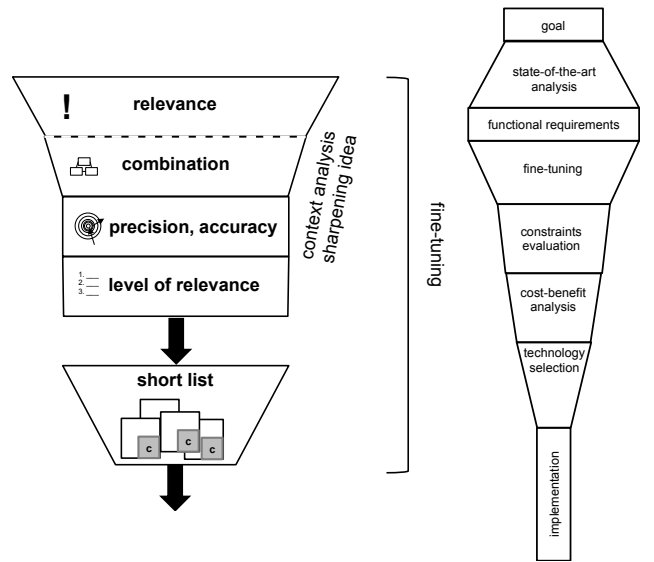 !
relevance
combination
precision, accuracy
1.
2.
3.
level of relevance
context analysis
sharpening idea
short list
c
c
c
fine-tuning
goal
state-of-the-art
analysis
functional requirements
fine-tuning
constraints
evaluation
cost-benefit
analysis
technology
selection
implementation